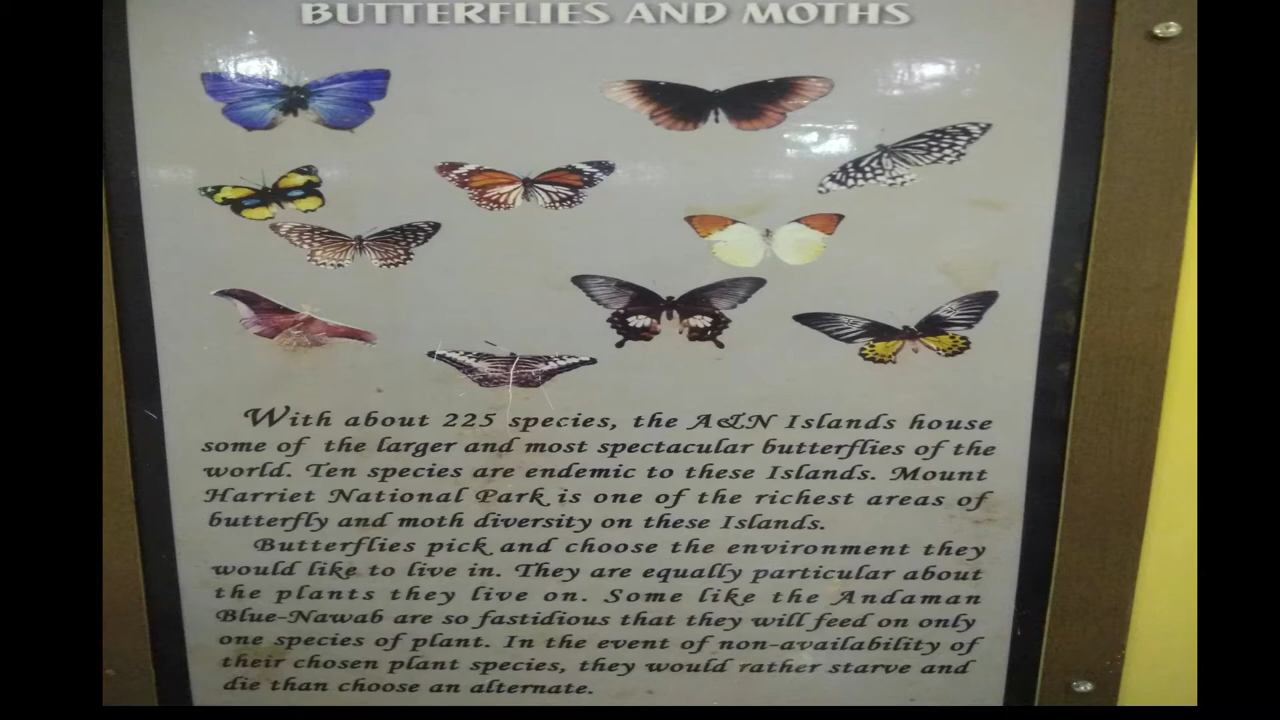 BUTTERFLIES AND MOTHS
With about 225 species, the A&N Islands house
some of the larger and most spectacular butterflies of the
world. Ten species are endemic to these Islands. Mount
Harriet National Park is one of the richest areas of
butterfly and moth diversity on these Islands.
Butterflies pick and choose the environment they
would like to live in. They are equally particular about
the plants they live on. Some like the Andaman
Blue-Nawab are so fastidious that they will feed on only
one species of plant. In the event of non-availability of
their chosen plant species, they would rather starve and
die than choose an alternate.